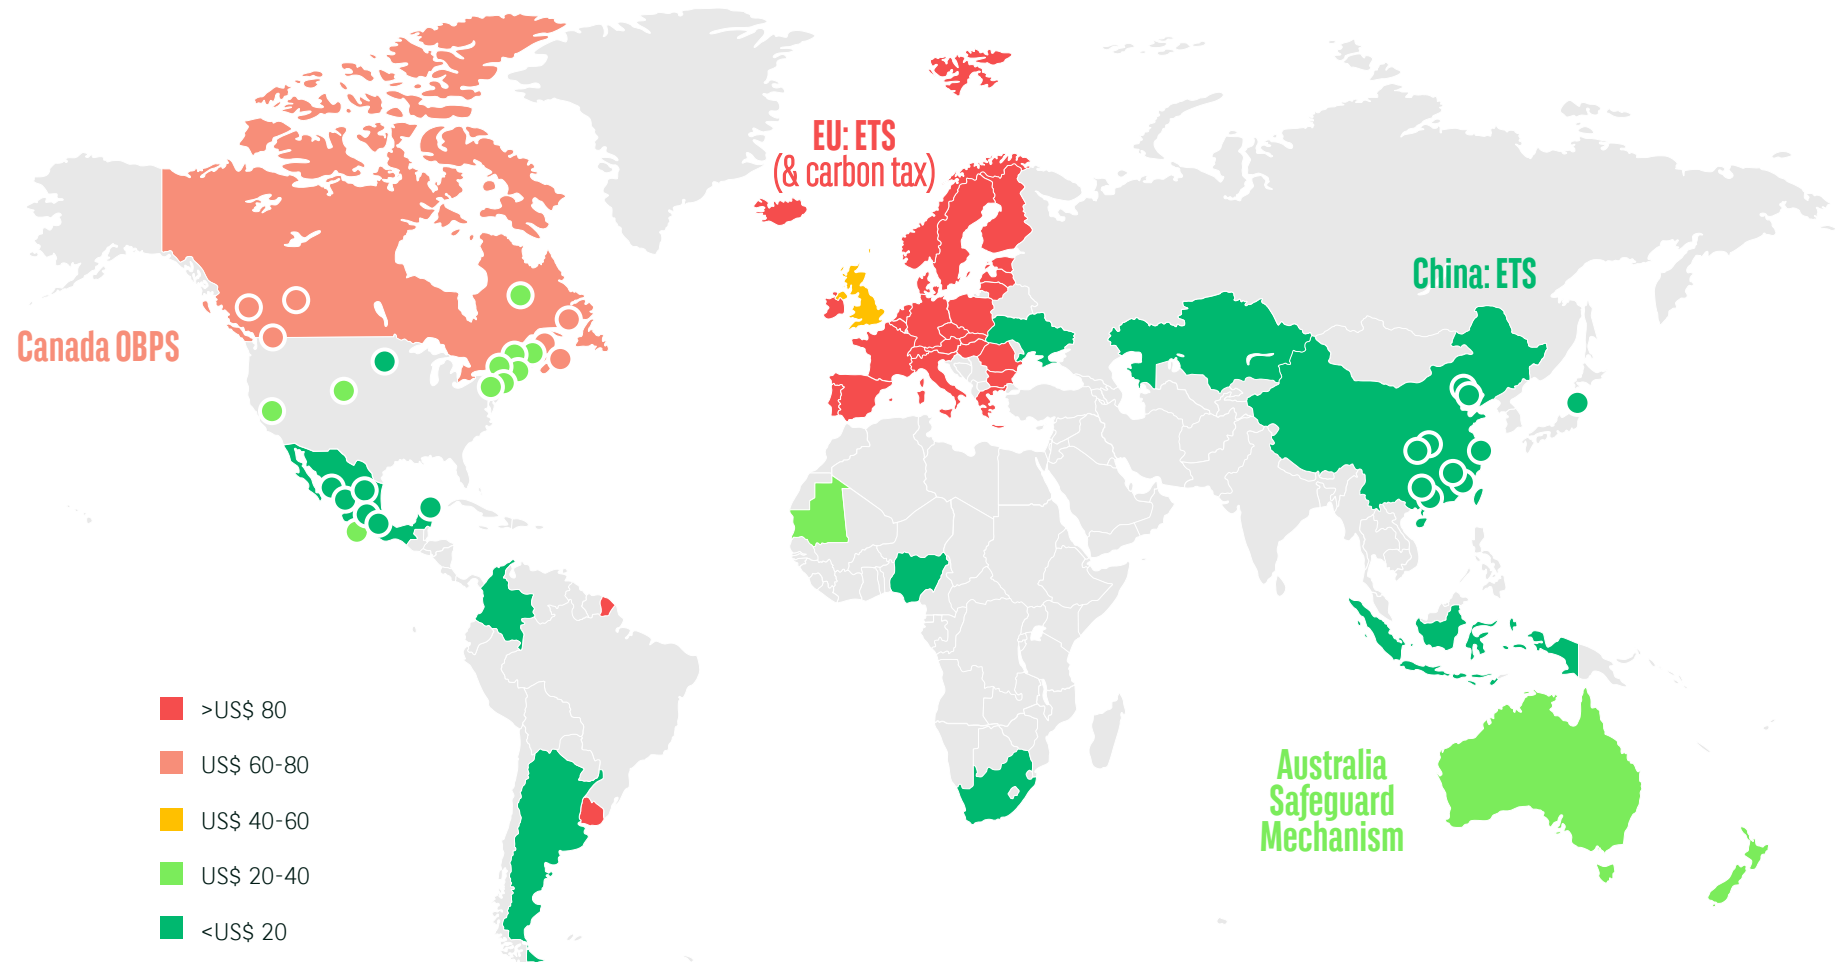 EU: ETS
(& carbon tax)
China: ETS
Canada OBPS
>US$ 80
US$ 60-80
US$ 40-60
US$ 20-40
<US$ 20
Australia
Safeguard
Mechanism